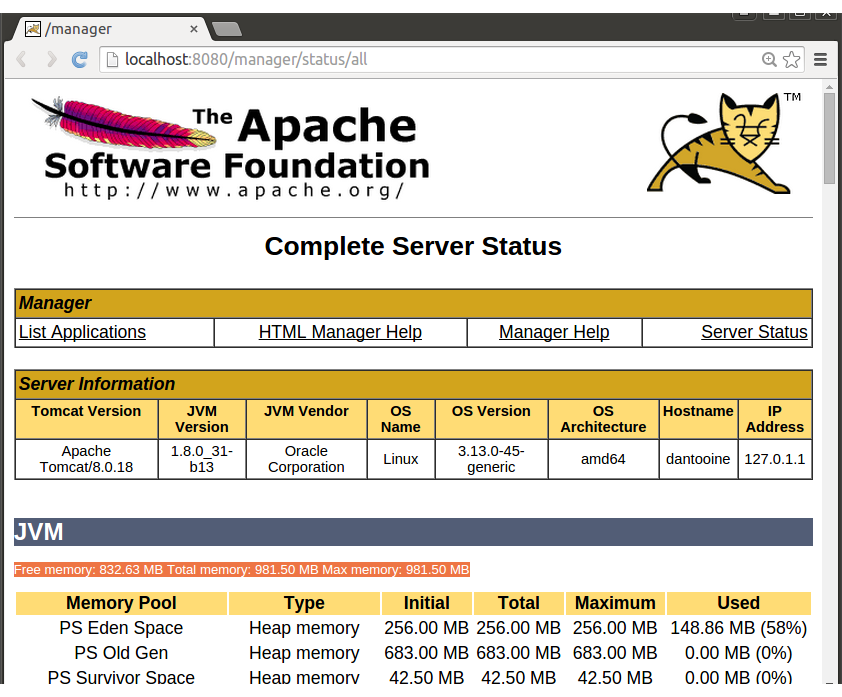 /manager
localhost:8080/manager/status/all
The Apache
Software Foundation
http://www.apache.org/
TM
Complete Server Status
Manager
List Applications HTML Manager Help Manager Help Server Status
Server Information
Tomcat Version JVM Version JVM Vendor OS Name OS Version OS Architecture Hostname IP Address
Apache Tomcat/8.0.18 1.8.0_31-b13 Oracle Corporation Linux 3.13.0-45-generic amd64 dantooine 127.0.1.1
JVM
Free memory: 832.63 MB Total memory: 981.50 MB Max memory: 981.50 MB
Memory Pool Type Initial Total Maximum Used
PS Eden Space Heap memory 256.00 MB 256.00 MB 256.00 MB 148.86 MB (58%)
PS Old Gen Heap memory 683.00 MB 683.00 MB 683.00 MB 0.00 MB (0%)
PS Survivor Space Heap memory 42.50 MB 42.50 MB 42.50 MB 0.00 MB (0%)